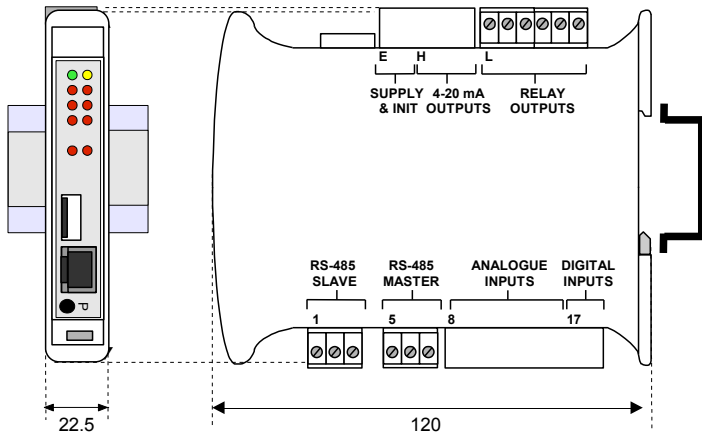 E H L
SUPPLY & INIT
4-20 mA OUTPUTS
RELAY OUTPUTS
RS-485 SLAVE
RS-485 MASTER
ANALOGUE INPUTS
DIGITAL INPUTS
1 5 8 17
P
22.5
120